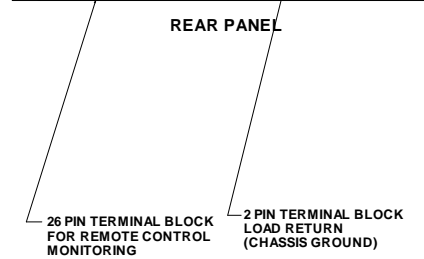 REAR PANEL
26 PIN TERMINAL BLOCK
FOR REMOTE CONTROL
MONITORING
2 PIN TERMINAL BLOCK
LOAD RETURN
(CHASSIS GROUND)